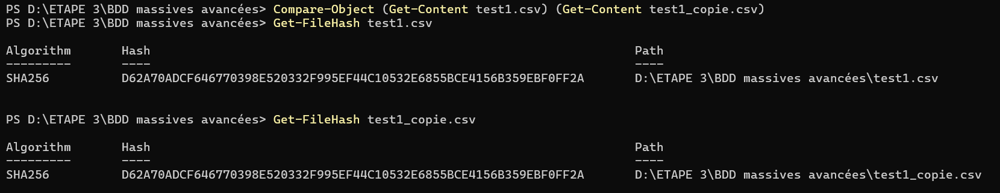 PS D:\ETAPE 3\BDD massives avancées> Compare-Object (Get-Content test1.csv) (Get-Content test1_copie.csv)
PS D:\ETAPE 3\BDD massives avancées> Get-FileHash test1.csv
Algorithm       Hash                                                                   Path
---------       ----                                                                   ----
SHA256          D62A70ADCF646770398E520332F995EF44C10532E6855BCE4156B359EBF0FF2A       D:\ETAPE 3\BDD massives avancées\test1.csv
PS D:\ETAPE 3\BDD massives avancées> Get-FileHash test1_copie.csv
Algorithm       Hash                                                                   Path
---------       ----                                                                   ----
SHA256          D62A70ADCF646770398E520332F995EF44C10532E6855BCE4156B359EBF0FF2A       D:\ETAPE 3\BDD massives avancées\test1_copie.csv